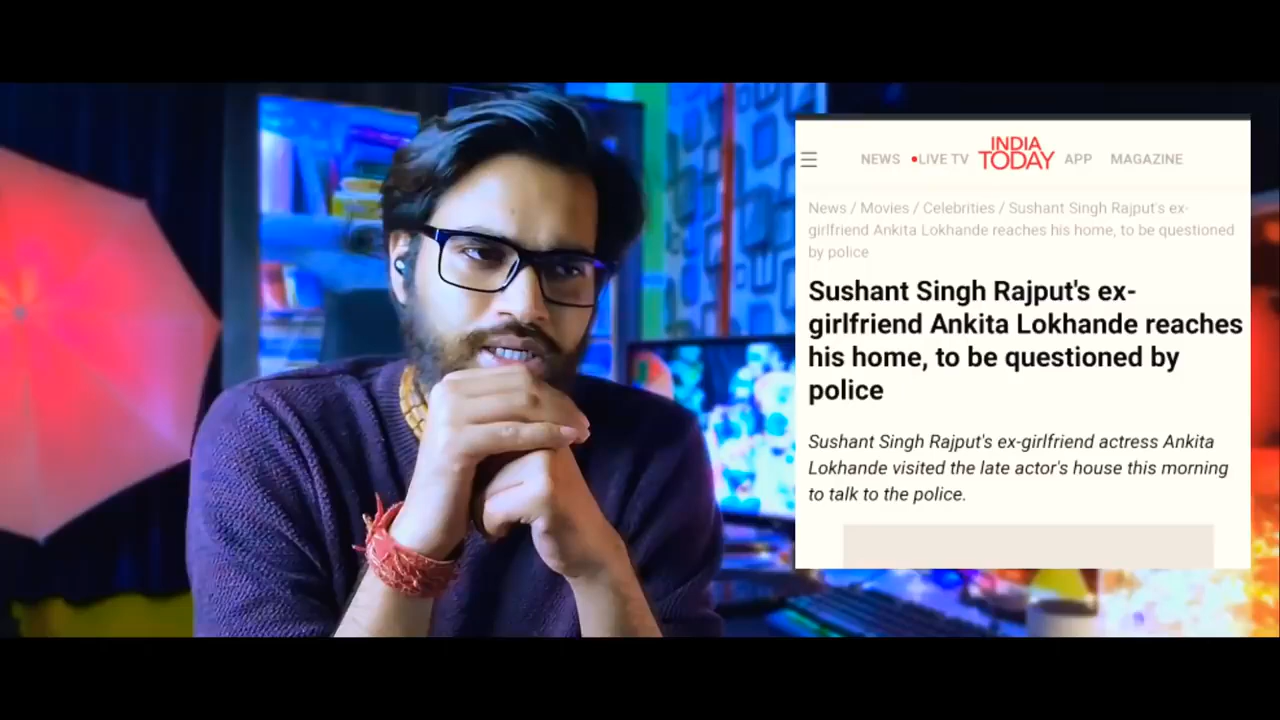 NEWS LIVE TV INDIA TODAY APP MAGAZINE
News / Movies / Celebrities / Sushant Singh Rajput's ex-
girlfriend Ankita Lokhande reaches his home, to be questioned
by police
Sushant Singh Rajput's ex-
girlfriend Ankita Lokhande reaches
his home, to be questioned by
police
Sushant Singh Rajput's ex-girlfriend actress Ankita
Lokhande visited the late actor's house this morning
to talk to the police.